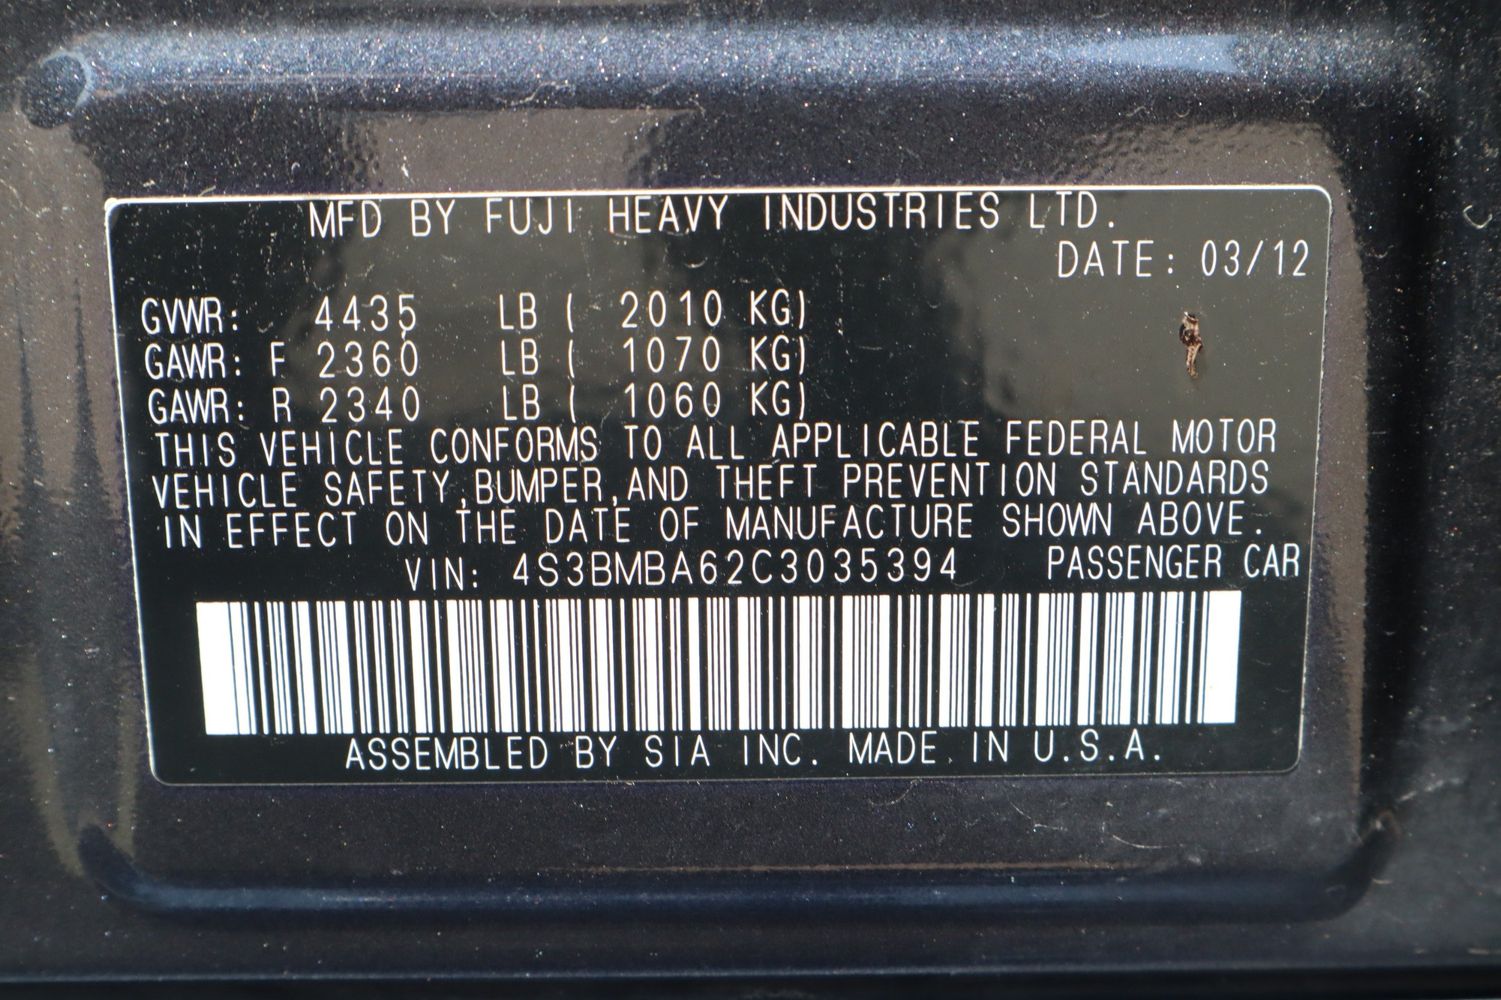 MFD BY FUJI HEAVY INDUSTRIES LTD.
DATE: 03/12
GVWR: 4435 LB ( 2010 KG)
GAWR: F 2360 LB ( 1070 KG)
GAWR: R 2340 LB ( 1060 KG)
THIS VEHICLE CONFORMS TO ALL APPLICABLE FEDERAL MOTOR
VEHICLE SAFETY,BUMPER,AND THEFT PREVENTION STANDARDS
IN EFFECT ON THE DATE OF MANUFACTURE SHOWN ABOVE.
VIN: 4S3BMBA62C3035394 PASSENGER CAR
ASSEMBLED BY SIA INC. MADE IN U.S.A.